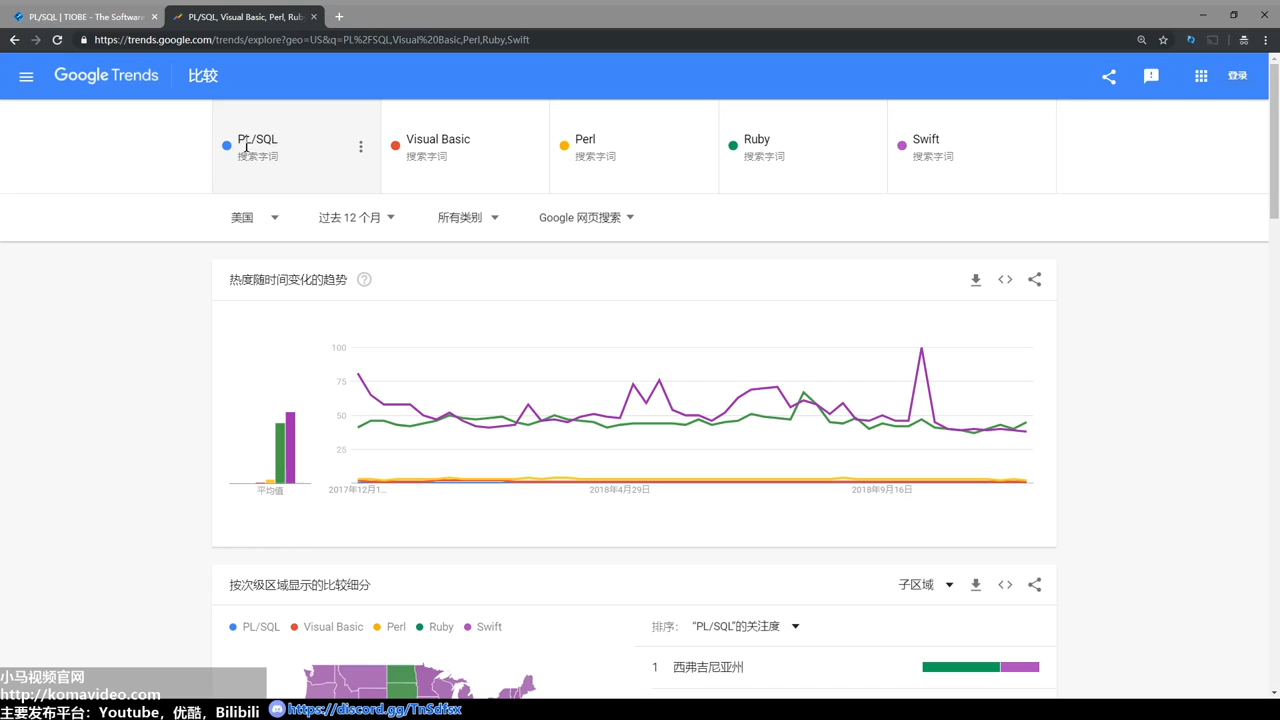 PL/SQL | TIOBE - The Software
PL/SQL, Visual Basic, Perl, Rub
https://trends.google.com/trends/explore?geo=US&q=PL%2FSQL,Visual%20Basic,Perl,Ruby,Swift
Google Trends 比较 登录
PL/SQL Visual Basic Perl Ruby Swift
搜索字词 搜索字词 搜索字词 搜索字词 搜索字词
美国 过去 12 个月 所有类别 Google 网页搜索
热度随时间变化的趋势
100
75
50
25
平均值 2017年12月1... 2018年4月29日 2018年9月16日
按次级区域显示的比较细分 子区域
PL/SQL Visual Basic Perl Ruby Swift 排序: "PL/SQL"的关注度
1 西弗吉尼亚州
小马视频官网
http://komavideo.com
主要发布平台: Youtube, 优酷, Bilibili https://discord.gg/TnSdfsx